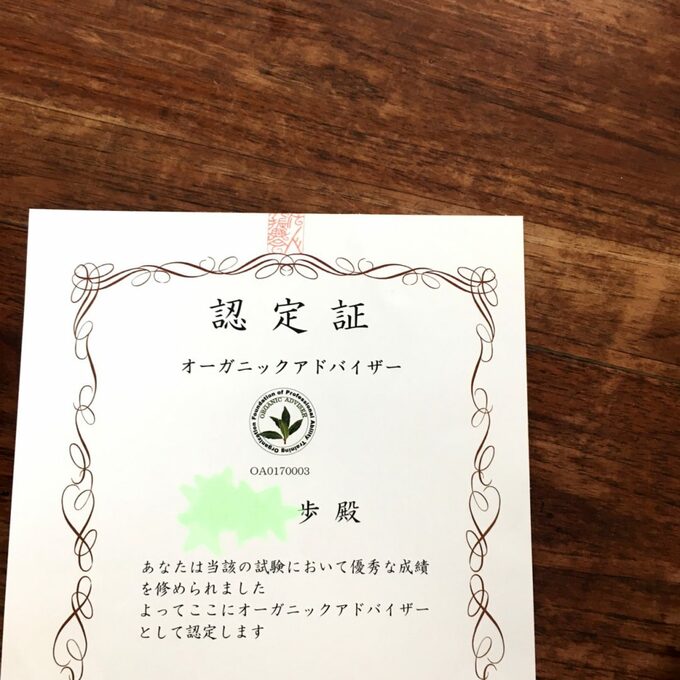 認定証
オーガニックアドバイザー
Foundation of Professional Ability Training Organization
ORGANIC ADVISER
OA0170003
歩 殿
あなたは当該の試験において優秀な成績
を修められました
よってここにオーガニックアドバイザー
として認定します